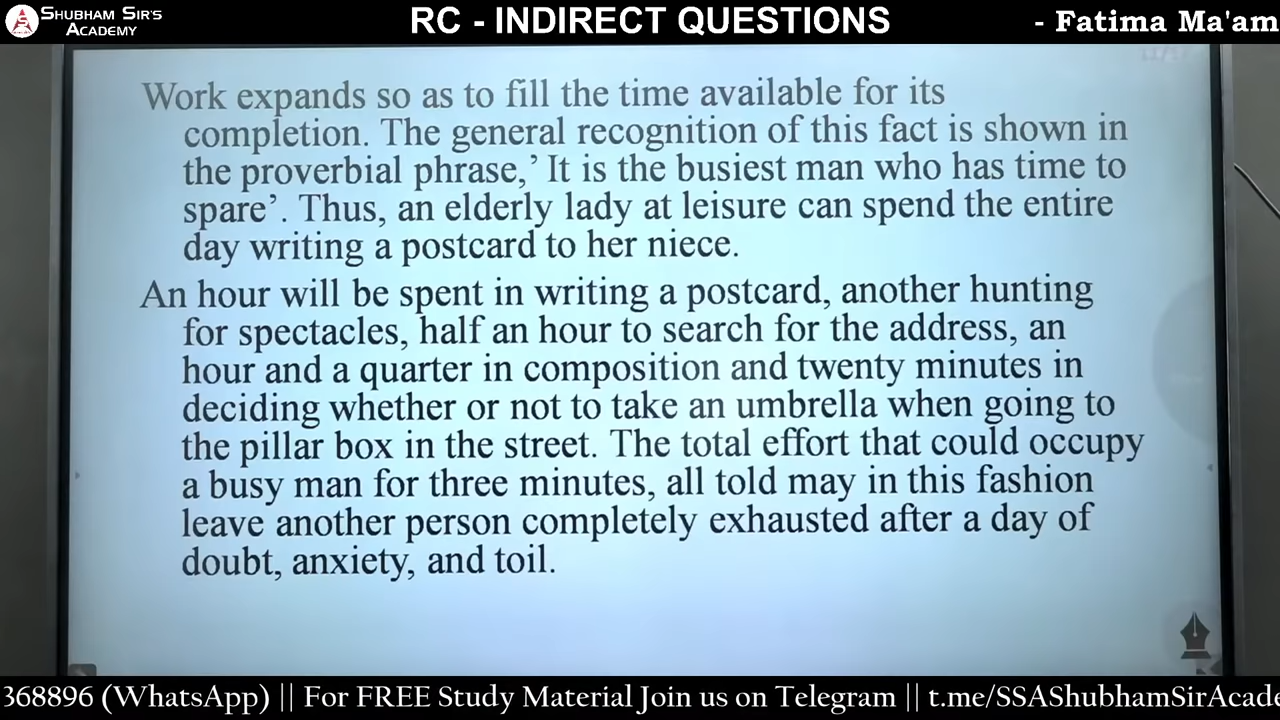 SHUBHAM SIR'S
ACADEMY
RC - INDIRECT QUESTIONS
- Fatima Ma'am
Work expands so as to fill the time available for its
completion. The general recognition of this fact is shown in
the proverbial phrase,’ It is the busiest man who has time to
spare’. Thus, an elderly lady at leisure can spend the entire
day writing a postcard to her niece.
An hour will be spent in writing a postcard, another hunting
for spectacles, half an hour to search for the address, an
hour and a quarter in composition and twenty minutes in
deciding whether or not to take an umbrella when going to
the pillar box in the street. The total effort that could occupy
a busy man for three minutes, all told may in this fashion
leave another person completely exhausted after a day of
doubt, anxiety, and toil.
368896 (WhatsApp) || For FREE Study Material Join us on Telegram || t.me/SSAShubhamSirAcade